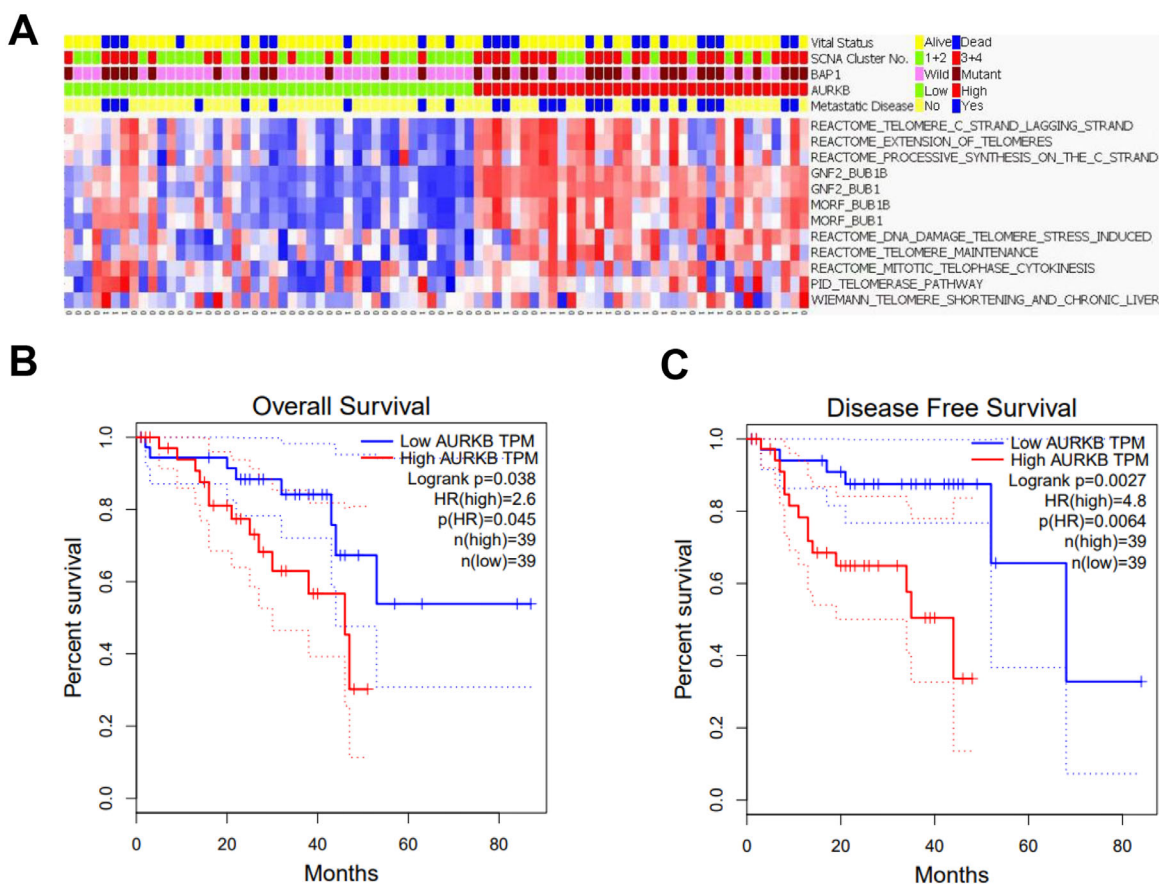 A
Vital Status Alive Dead
SCNA Cluster No. 1+2 3+4
BAP1 Wild Mutant
AURKB Low High
Metastatic Disease No Yes
REACTOME_TELOMERE_C_STRAND_LAGGING_STRAND
REACTOME_EXTENSION_OF_TELOMERES
REACTOME_PROCESSIVE_SYNTHESIS_ON_THE_C_STRAND
GNF2_BUB1B
GNF2_BUB1
MORF_BUB1B
MORF_BUB1
REACTOME_DNA_DAMAGE_TELOMERE_STRESS_INDUCED
REACTOME_TELOMERE_MAINTENANCE
REACTOME_MITOTIC_TELOPHASE_CYTOKINESIS
PID_TELOMERASE_PATHWAY
WIEMANN_TELOMERE_SHORTENING_AND_CHRONIC_LIVER
B
Overall Survival
Low AURKB TPM
High AURKB TPM
Logrank p=0.038
HR(high)=2.6
p(HR)=0.045
n(high)=39
n(low)=39
Percent survival
1.0
0.8
0.6
0.4
0.2
0.0
0 20 40 60 80
Months
C
Disease Free Survival
Low AURKB TPM
High AURKB TPM
Logrank p=0.0027
HR(high)=4.8
p(HR)=0.0064
n(high)=39
n(low)=39
Percent survival
1.0
0.8
0.6
0.4
0.2
0.0
0 20 40 60 80
Months